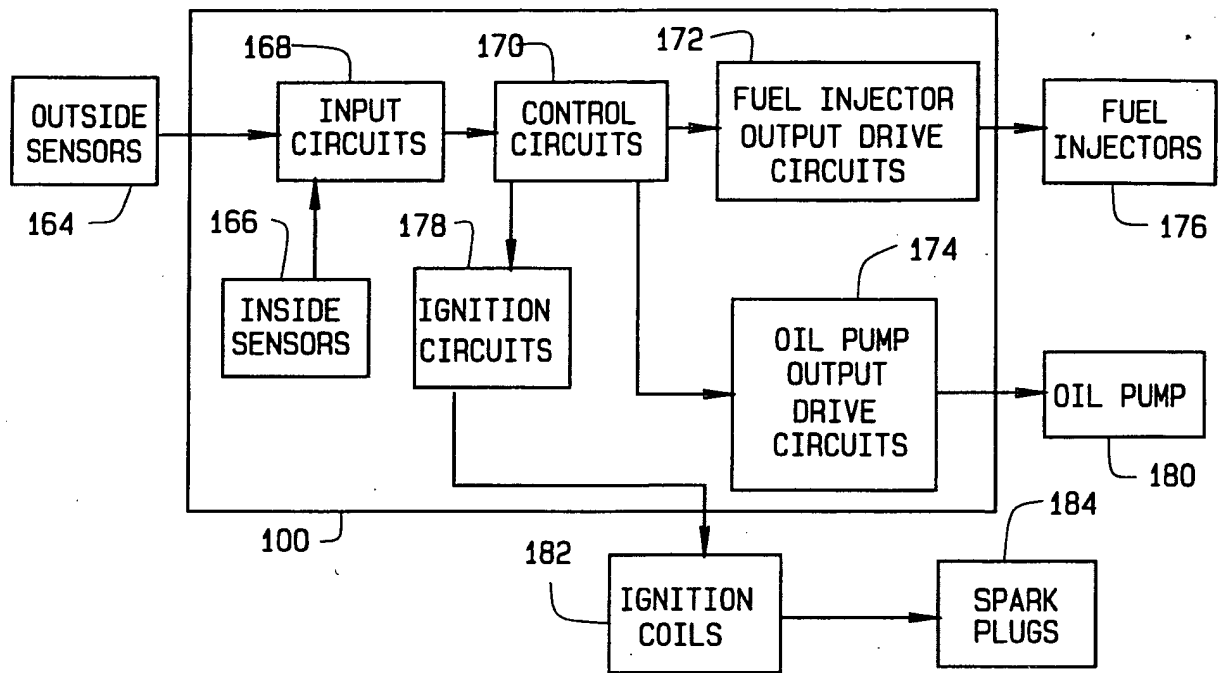 168
170
172
OUTSIDE
SENSORS
INPUT
CIRCUITS
CONTROL
CIRCUITS
FUEL INJECTOR
OUTPUT DRIVE
CIRCUITS
FUEL
INJECTORS
164
166
178
174
176
INSIDE
SENSORS
IGNITION
CIRCUITS
OIL PUMP
OUTPUT
DRIVE
CIRCUITS
OIL PUMP
180
100
182
184
IGNITION
COILS
SPARK
PLUGS